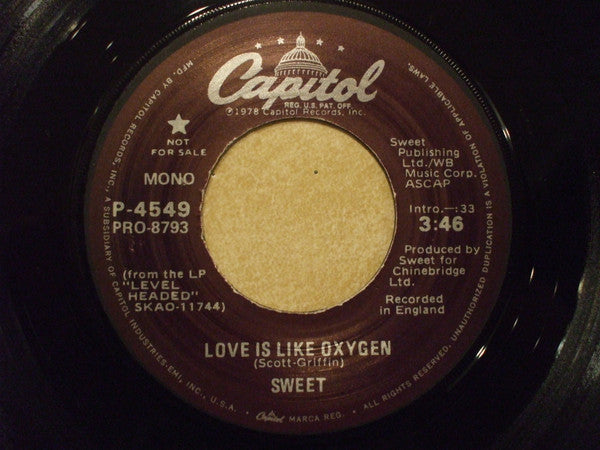 Capitol
REG. U.S. PAT. OFF.
℗1978 Capitol Records, Inc.
★
NOT
FOR SALE
MONO
P-4549
PRO-8793
(from the LP
"LEVEL
HEADED"
SKAO-11744)
Sweet
Publishing
Ltd./WB
Music Corp.
ASCAP
Intro.—:33
3:46
Produced by
Sweet for
Chinebridge
Ltd.
Recorded
in England
LOVE IS LIKE OXYGEN
(Scott-Griffin)
SWEET
MFD. BY CAPITOL RECORDS, INC., A SUBSIDIARY OF CAPITOL INDUSTRIES-EMI, INC., U.S.A. • Capitol MARCA REG. • UNAUTHORIZED DUPLICATION IS A VIOLATION OF APPLICABLE LAWS.